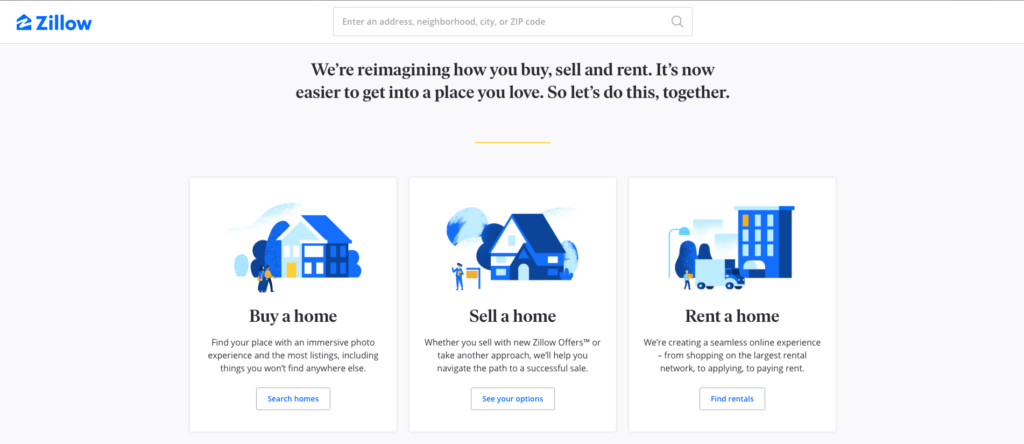 Zillow
Enter an address, neighborhood, city, or ZIP code
We’re reimagining how you buy, sell and rent. It’s now
easier to get into a place you love. So let’s do this, together.
Buy a home
Find your place with an immersive photo
experience and the most listings, including
things you won’t find anywhere else.
Search homes
Sell a home
Whether you sell with new Zillow Offers™ or
take another approach, we’ll help you
navigate the path to a successful sale.
See your options
Rent a home
We’re creating a seamless online experience
– from shopping on the largest rental
network, to applying, to paying rent.
Find rentals